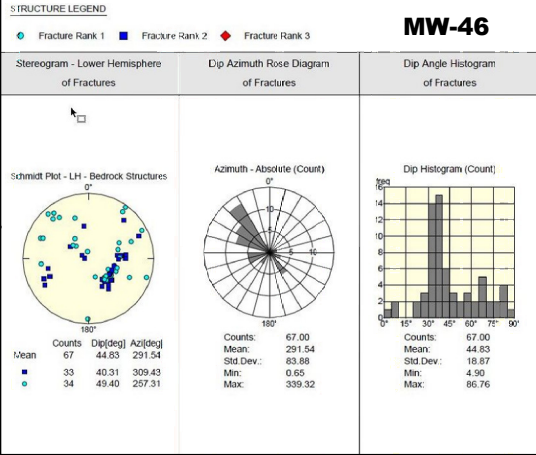 STRUCTURE LEGEND
Fracture Rank 1 Fracture Rank 2 Fracture Rank 3
MW-46
Stereogram - Lower Hemisphere
of Fractures
Dip Azimuth Rose Diagram
of Fractures
Dip Angle Histogram
of Fractures
Schmidt Plot - LH - Bedrock Structures
0°
180°
Counts Dip[deg] Azi[deg]
Mean 67 44.83 291.54
33 40.31 309.43
34 49.40 257.31
Azimuth - Absolute (Count)
0°
10
5
5 10
180°
Counts: 67.00
Mean: 291.54
Std.Dev.: 83.88
Min: 0.65
Max: 339.32
Dip Histogram (Count)
freq
16
14
12
10
8
6
4
2
0° 15° 30° 45° 60° 75° 90°
Counts: 67.00
Mean: 44.83
Std.Dev.: 18.87
Min: 4.90
Max: 86.76